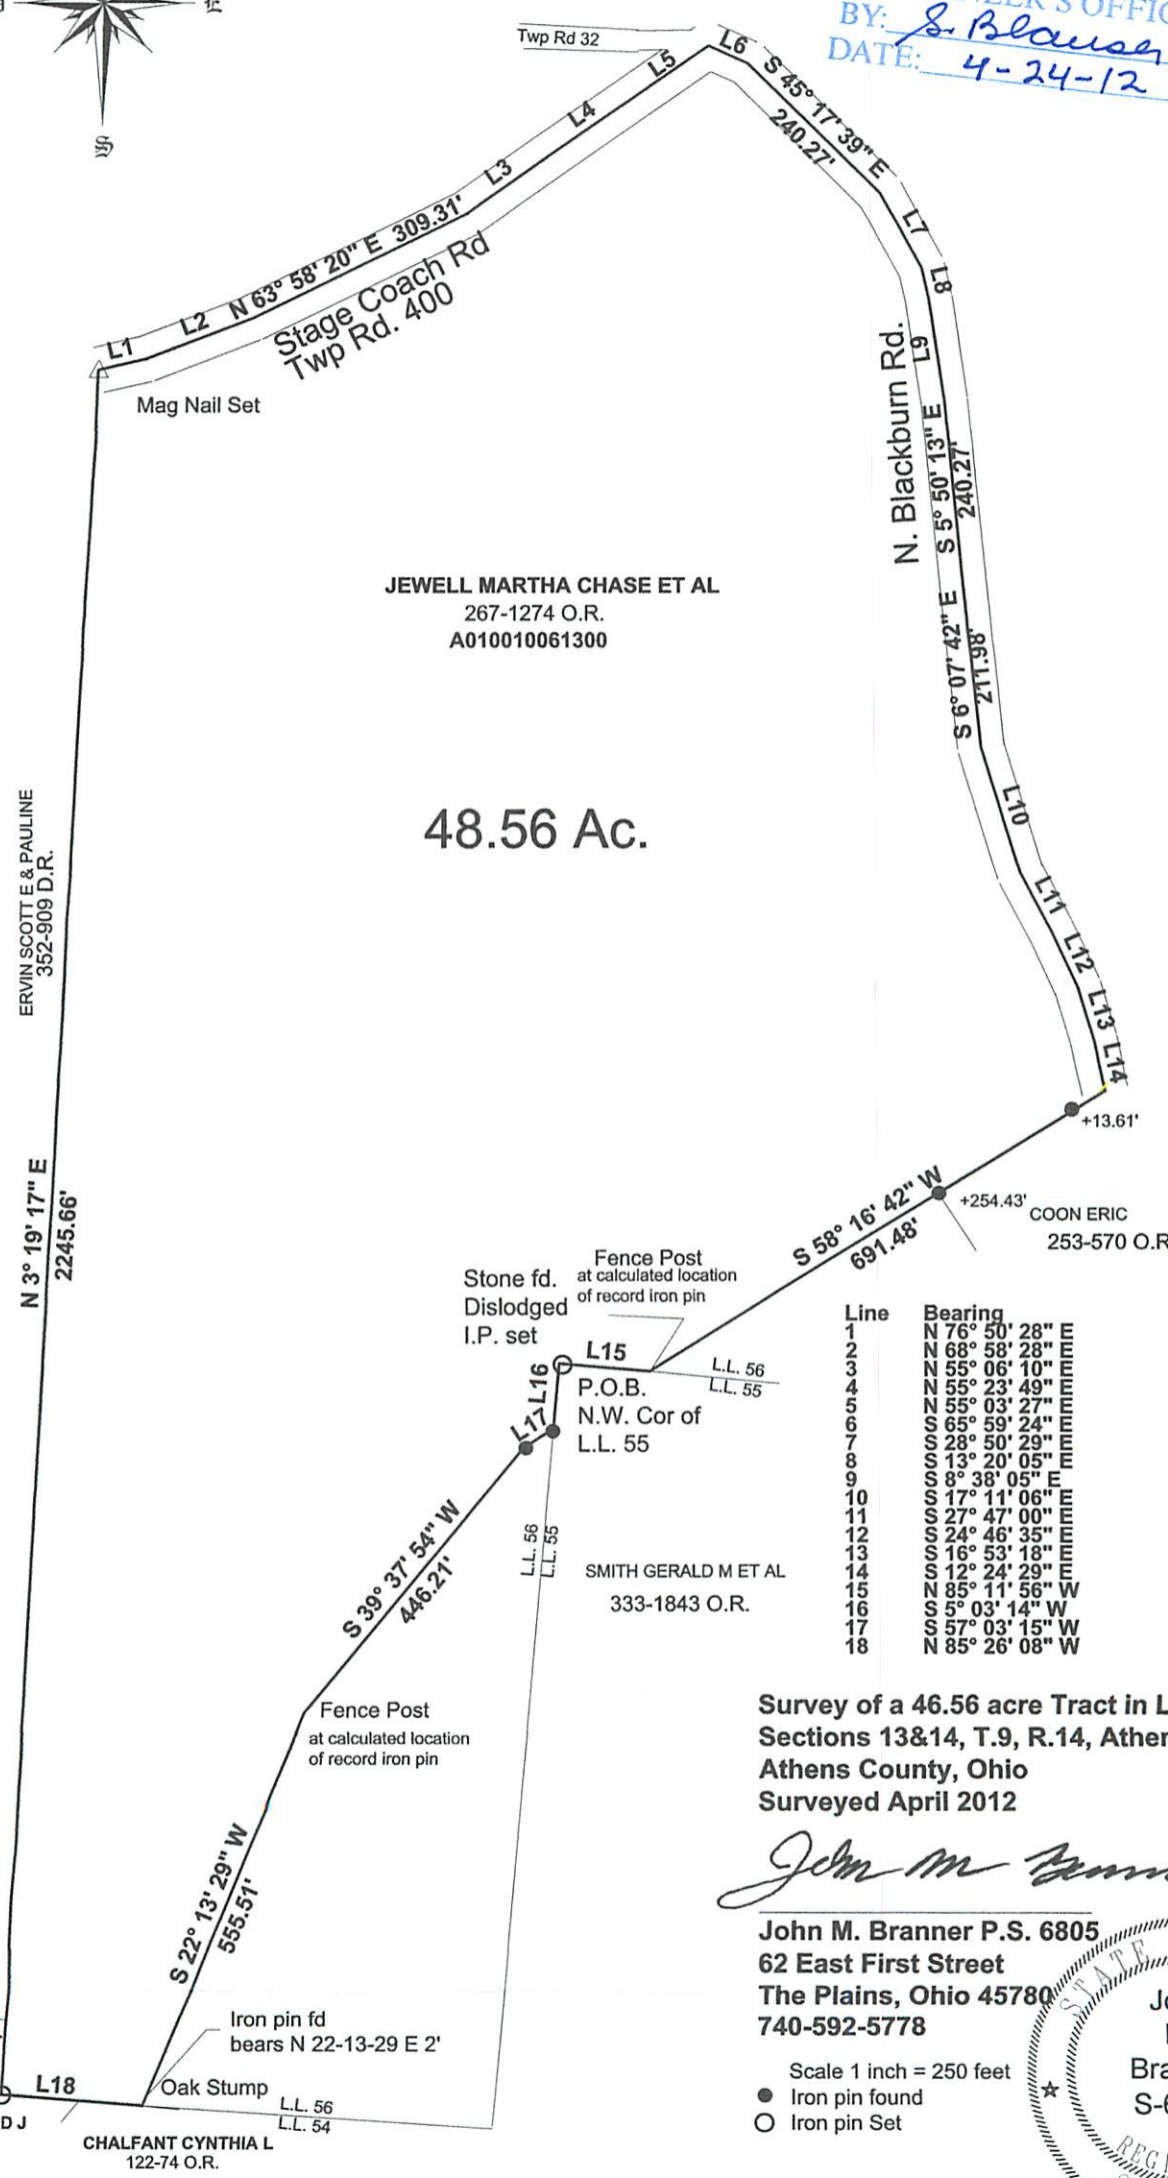 E
S
S OFFIC
BY: S. Blauser
DATE: 4-24-12
Twp Rd 32
L6
L5
L4
L3
S 45° 17' 39" E
240.27'
N 63° 58' 20" E 309.31'
L2
L1
Stage Coach Rd
Twp Rd. 400
Mag Nail Set
L7
L8
L9
N. Blackburn Rd.
S 5° 50' 13" E
240.27'
S 6° 07' 42" E
211.98'
JEWELL MARTHA CHASE ET AL
267-1274 O.R.
A010010061300
48.56 Ac.
ERVIN SCOTT E & PAULINE
352-909 D.R.
L10
L11
L12
L13
L14
+13.61'
N 3° 19' 17" E
2245.66'
S 58° 16' 42" W
691.48'
+254.43'
COON ERIC
253-570 O.R
Fence Post
at calculated location
of record iron pin
Stone fd.
Dislodged
I.P. set
L15
L.L. 56
L.L. 55
L16
L17
P.O.B.
N.W. Cor of
L.L. 55
Line Bearing
1 N 76° 50' 28" E
2 N 68° 58' 28" E
3 N 55° 06' 10" E
4 N 55° 23' 49" E
5 N 55° 03' 27" E
6 S 65° 59' 24" E
7 S 28° 50' 29" E
8 S 13° 20' 05" E
9 S 8° 38' 05" E
10 S 17° 11' 06" E
11 S 27° 47' 00" E
12 S 24° 46' 35" E
13 S 16° 53' 18" E
14 S 12° 24' 29" E
15 N 85° 11' 56" W
16 S 5° 03' 14" W
17 S 57° 03' 15" W
18 N 85° 26' 08" W
S 39° 37' 54" W
446.21'
L.L. 56
L.L. 55
SMITH GERALD M ET AL
333-1843 O.R.
Fence Post
at calculated location
of record iron pin
S 22° 13' 29" W
555.51'
Iron pin fd
bears N 22-13-29 E 2'
Oak Stump
L18
L.L. 56
L.L. 54
D J
CHALFANT CYNTHIA L
122-74 O.R.
Survey of a 46.56 acre Tract in L
Sections 13&14, T.9, R.14, Ather
Athens County, Ohio
Surveyed April 2012
John M
John M. Branner P.S. 6805
62 East First Street
The Plains, Ohio 45780
740-592-5778
Scale 1 inch = 250 feet
Iron pin found
Iron pin Set
STATE
Jo
Bra
S-6
REGI